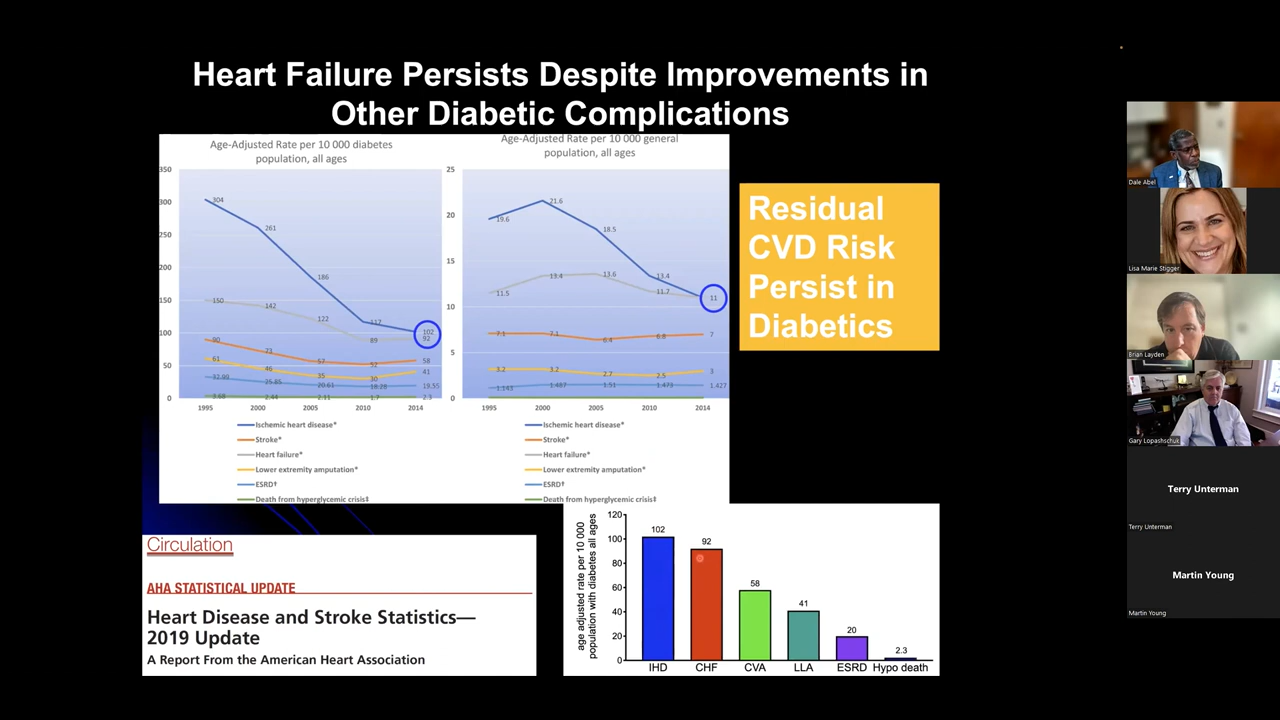 Heart Failure Persists Despite Improvements in
Other Diabetic Complications
Age-Adjusted Rate per 10 000 diabetes
population, all ages
350
300
250
200
150
100
50
0
304
261
186
117
102
150
142
122
89
92
90
73
57
52
58
61
46
35
30
41
32.99
25.85
20.61
18.28
19.55
2.68
2.44
2.11
1.7
2.3
1995
2000
2005
2010
2014
Ischemic heart disease*
Stroke*
Heart failure*
Lower extremity amputation*
ESRD†
Death from hyperglycemic crisis‡
Age-Adjusted Rate per 10 000 general
population, all ages
25
20
15
10
5
0
19.6
21.6
18.5
13.4
11
11.5
13.4
13.6
11.7
7.1
7.1
6.4
6.8
7
3.2
3.2
2.7
2.5
3
1.143
1.487
1.51
1.473
1.427
1995
2000
2005
2010
2014
Ischemic heart disease*
Stroke*
Heart failure*
Lower extremity amputation*
ESRD†
Death from hyperglycemic crisis‡
Residual
CVD Risk
Persist in
Diabetics
Circulation
AHA STATISTICAL UPDATE
Heart Disease and Stroke Statistics—
2019 Update
A Report From the American Heart Association
age adjusted rate per 10 000
population with diabetes all ages
120
100
80
60
40
20
0
102
92
58
41
20
2.3
IHD
CHF
CVA
LLA
ESRD
Hypo death
Dale Abel
Lisa Marie Stigger
Brian Layden
Gary Lopaschuk
Terry Unterman
Terry Unterman
Martin Young
Martin Young